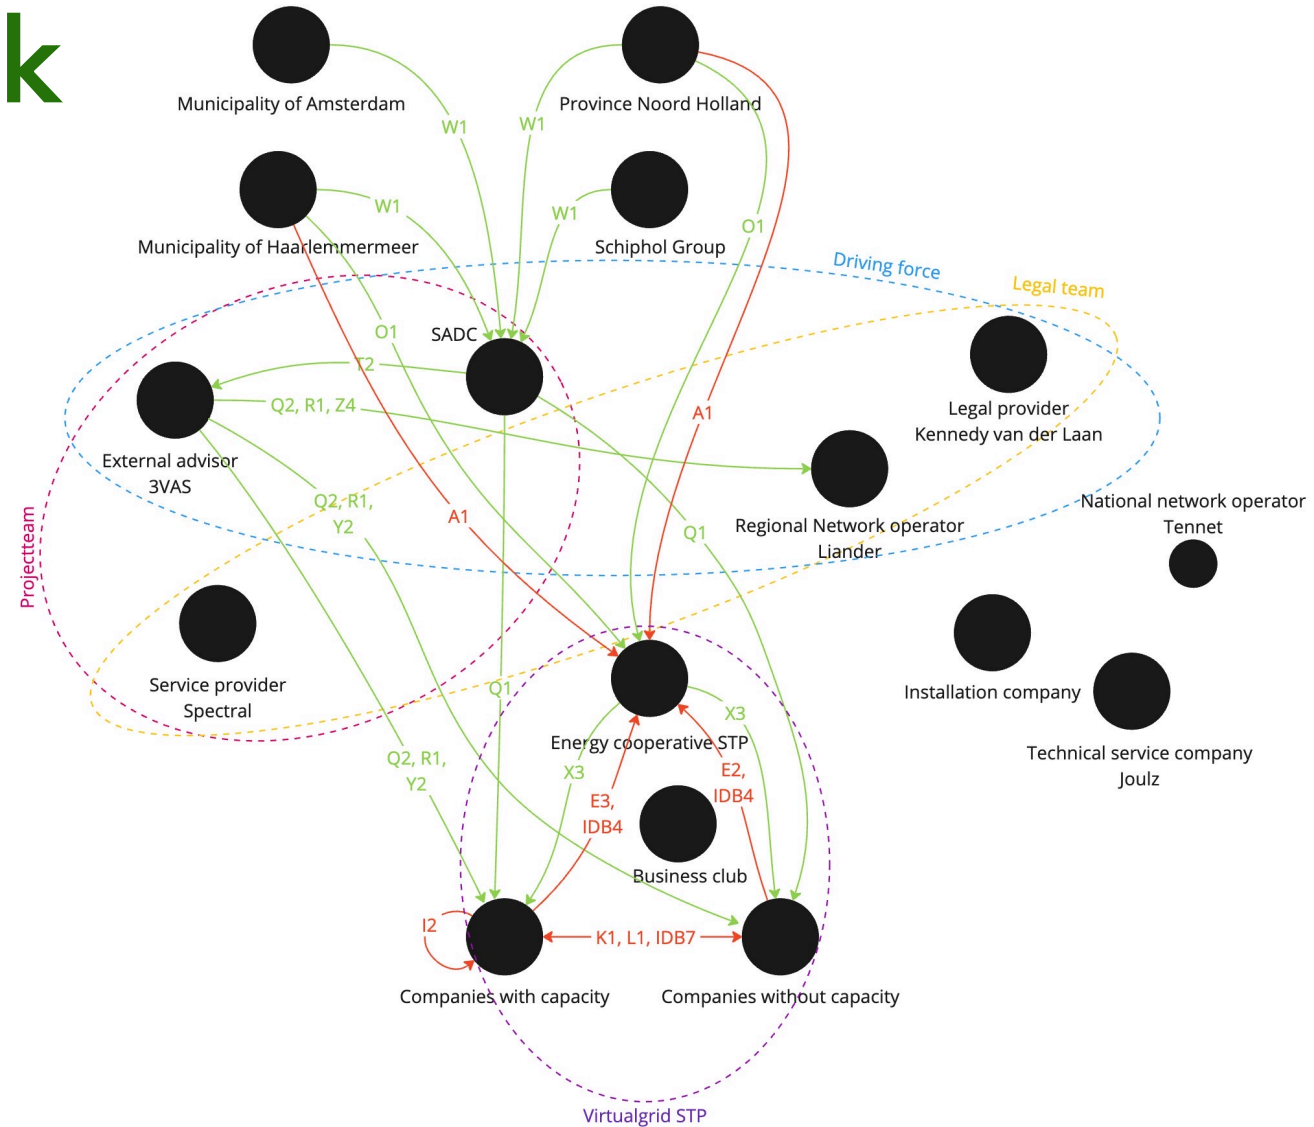 k
Municipality of Amsterdam
Province Noord Holland
W1
W1
Municipality of Haarlemmermeer
Schiphol Group
W1
W1
O1
Driving force
Legal team
SADC
O1
T2
Q2, R1, Z4
A1
Legal provider
Kennedy van der Laan
External advisor
3VAS
Q2, R1,
Y2
A1
Regional Network operator
Liander
National network operator
Tennet
Q1
Projectteam
Service provider
Spectral
Installation company
Technical service company
Joulz
Q1
X3
Energy cooperative STP
Q2, R1,
Y2
X3
E3,
IDB4
E2,
IDB4
Business club
I2
K1, L1, IDB7
Companies with capacity
Companies without capacity
Virtualgrid STP